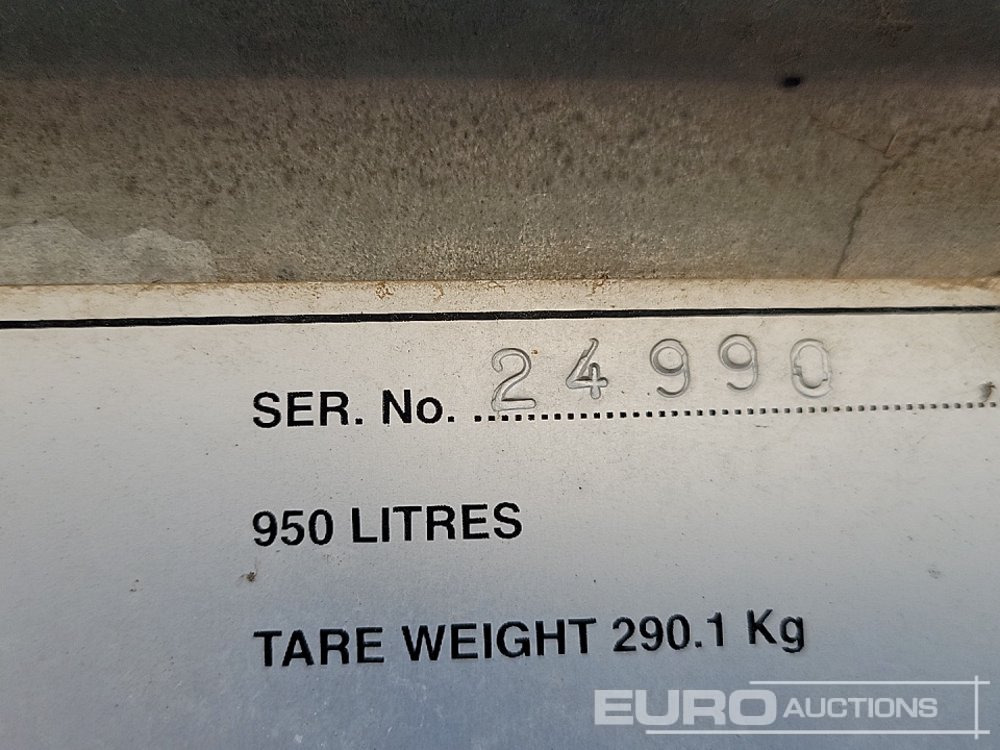 SER. No. 24990
950 LITRES
TARE WEIGHT 290.1 Kg
EURO AUCTIONS